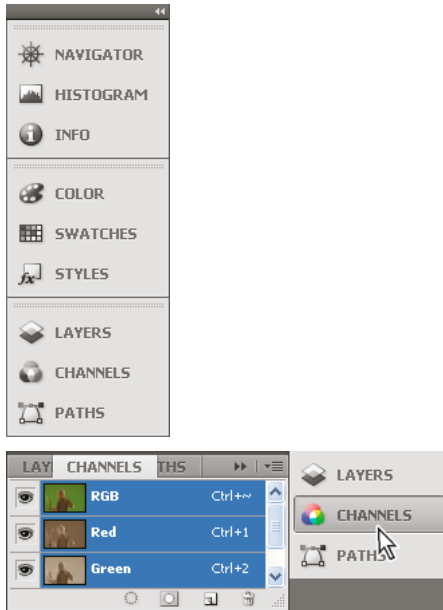 NAVIGATOR
HISTOGRAM
INFO
COLOR
SWATCHES
fx STYLES
LAYERS
CHANNELS
PATHS
LAY CHANNELS THS
RGB Ctrl+~
Red Ctrl+1
Green Ctrl+2
LAYERS
CHANNELS
PATHS